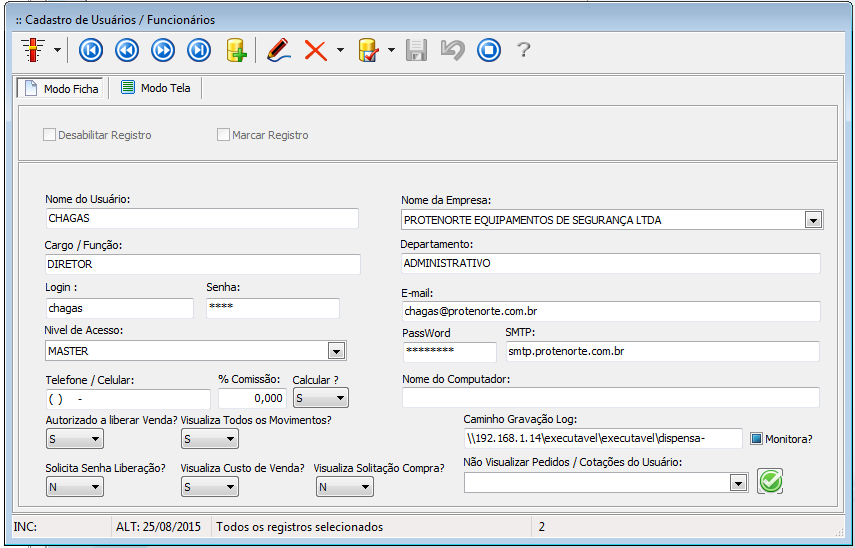 :: Cadastro de Usuários / Funcionários
?
Modo Ficha Modo Tela
Desabilitar Registro Marcar Registro
Nome do Usuário:
CHAGAS
Nome da Empresa:
PROTENORTE EQUIPAMENTOS DE SEGURANÇA LTDA
Cargo / Função:
DIRETOR
Departamento:
ADMINISTRATIVO
Login : Senha:
chagas ****
E-mail:
chagas@protenorte.com.br
Nivel de Acesso:
MASTER
PassWord SMTP:
******** smtp.protenorte.com.br
Telefone / Celular: % Comissão: Calcular ?
( ) - 0,000 S
Nome do Computador:
Autorizado a liberar Venda? Visualiza Todos os Movimentos?
S S
Caminho Gravação Log:
\\192.168.1.14\executavel\executavel\dispensa- Monitora?
Solicita Senha Liberação? Visualiza Custo de Venda? Visualiza Solitação Compra?
N S N
Não Visualizar Pedidos / Cotações do Usuário:
INC: ALT: 25/08/2015 Todos os registros selecionados 2